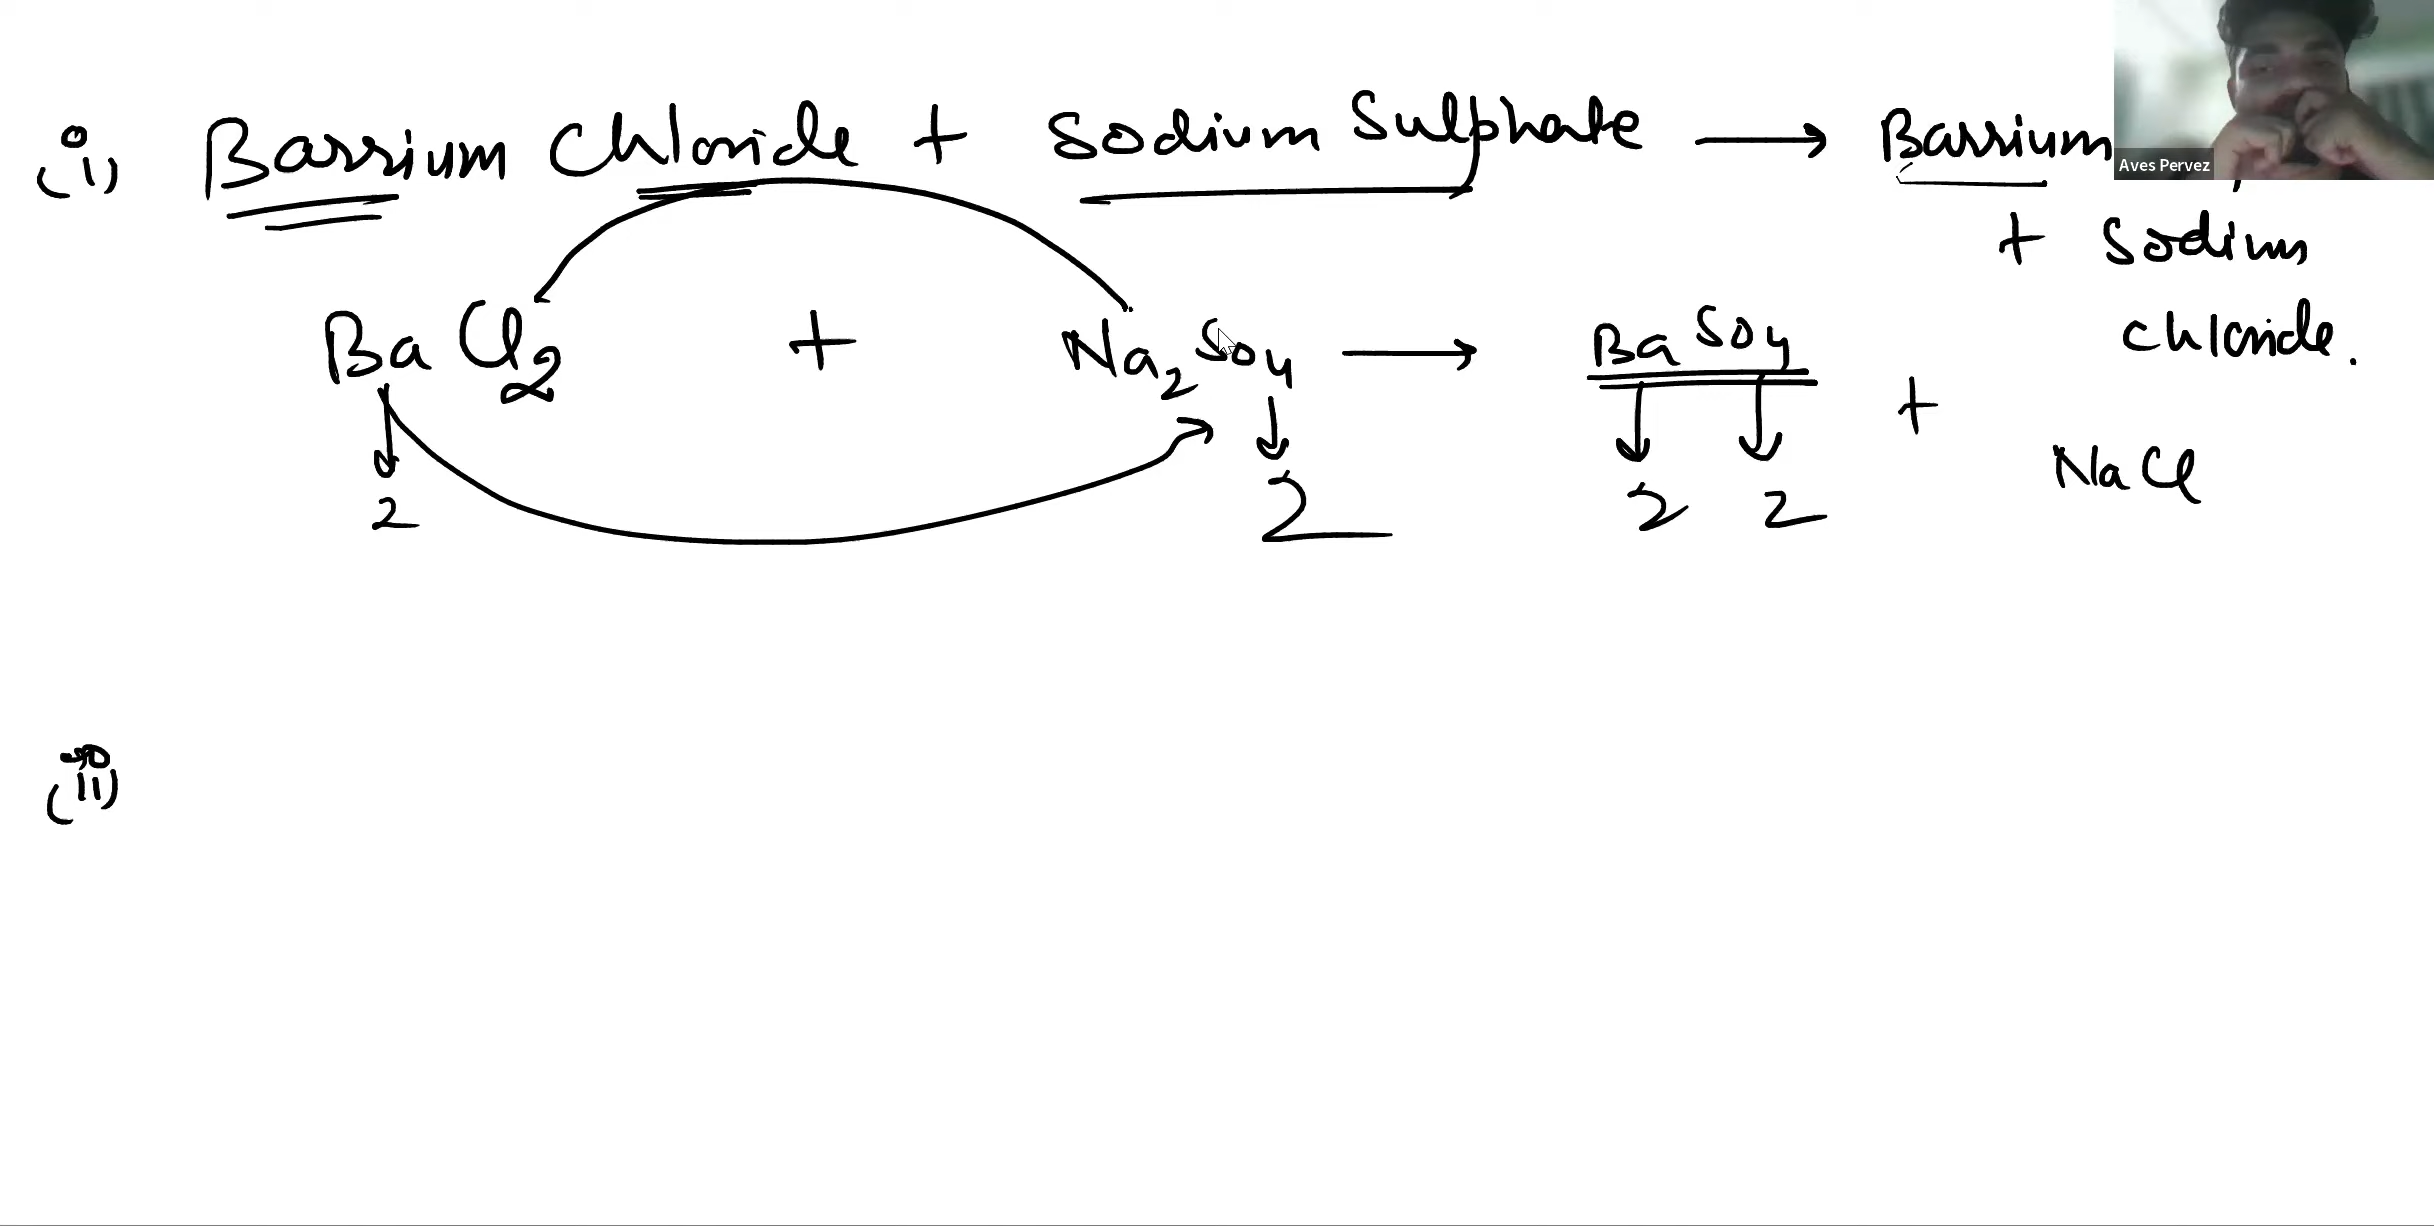 (i) Barrium Chloride + Sodium Sulphate → Barrium
Aves Pervez
+ Sodium
chloride.
BaCl2 + Na2SO4 → BaSO4
+
NaCl
2 2 2 2
(ii)